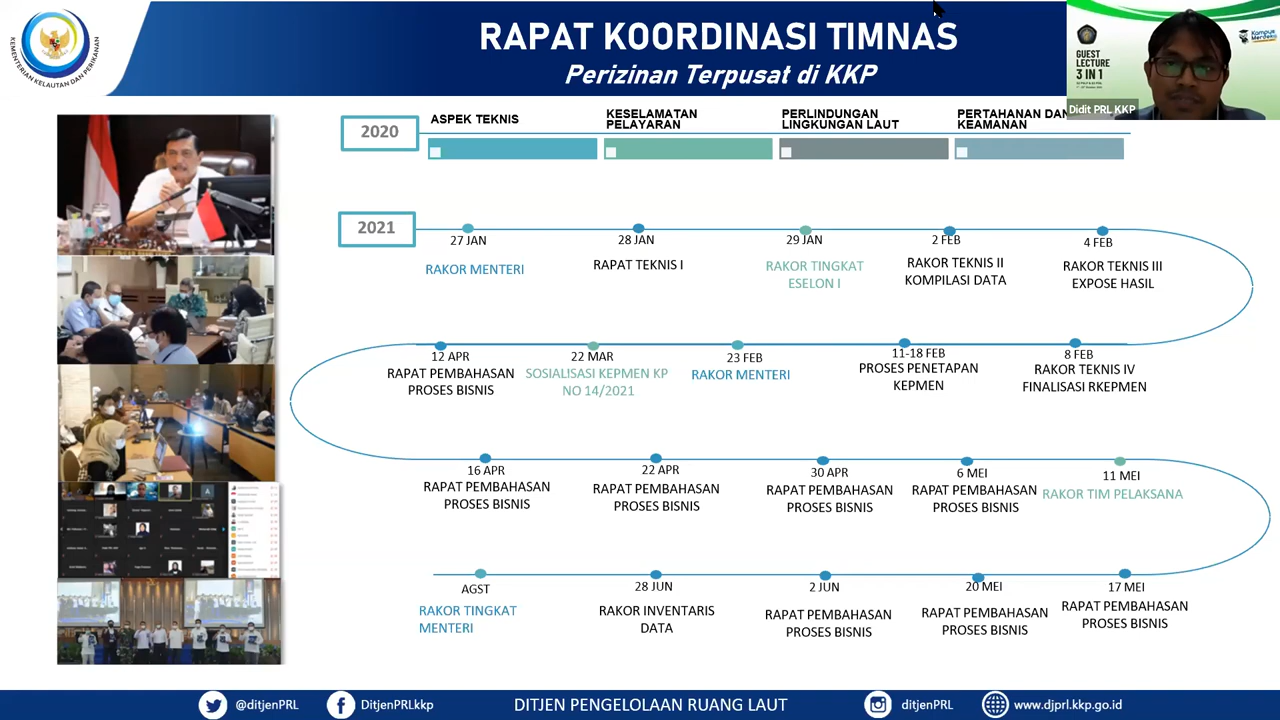 KEMENTERIAN KELAUTAN DAN PERIKANAN
RAPAT KOORDINASI TIMNAS
Perizinan Terpusat di KKP
GUEST
LECTURE
3 IN 1
Kampus
Merdeka
Didit PRL KKP
2020
ASPEK TEKNIS
KESELAMATAN
PELAYARAN
PERLINDUNGAN
LINGKUNGAN LAUT
PERTAHANAN DAN
KEAMANAN
2021
27 JAN
RAKOR MENTERI
28 JAN
RAPAT TEKNIS I
29 JAN
RAKOR TINGKAT
ESELON I
2 FEB
RAKOR TEKNIS II
KOMPILASI DATA
4 FEB
RAKOR TEKNIS III
EXPOSE HASIL
12 APR
RAPAT PEMBAHASAN
PROSES BISNIS
22 MAR
SOSIALISASI KEPMEN KP
NO 14/2021
23 FEB
RAKOR MENTERI
11-18 FEB
PROSES PENETAPAN
KEPMEN
8 FEB
RAKOR TEKNIS IV
FINALISASI RKEPMEN
16 APR
RAPAT PEMBAHASAN
PROSES BISNIS
22 APR
RAPAT PEMBAHASAN
PROSES BISNIS
30 APR
RAPAT PEMBAHASAN
PROSES BISNIS
6 MEI
RAPAT PEMBAHASAN
PROSES BISNIS
11 MEI
RAKOR TIM PELAKSANA
AGST
RAKOR TINGKAT
MENTERI
28 JUN
RAKOR INVENTARIS
DATA
2 JUN
RAPAT PEMBAHASAN
PROSES BISNIS
20 MEI
RAPAT PEMBAHASAN
PROSES BISNIS
17 MEI
RAPAT PEMBAHASAN
PROSES BISNIS
@ditjenPRL
DitjenPRLkkp
DITJEN PENGELOLAAN RUANG LAUT
ditjenPRL
www.djprl.kkp.go.id